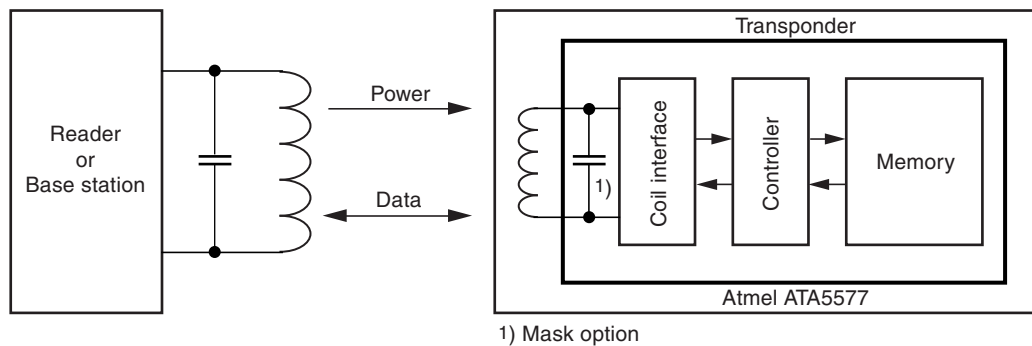 Reader
or
Base station
Power
Data
Transponder
Coil interface
Controller
Memory
1)
Atmel ATA5577
1) Mask option